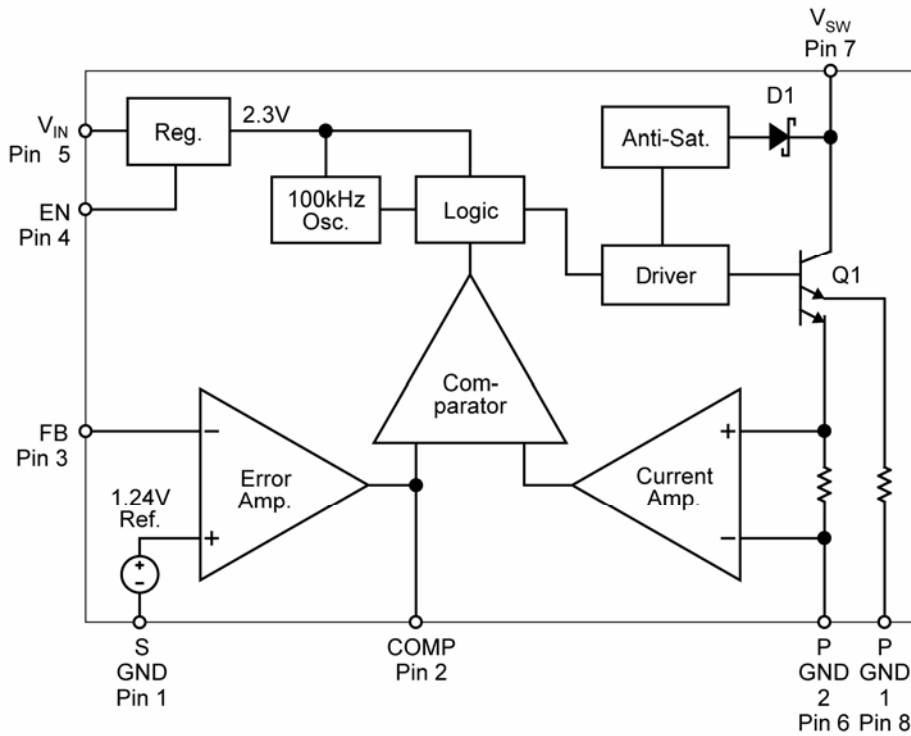 VSW
Pin 7
D1
VIN
Pin 5
Reg.
2.3V
Anti-Sat.
EN
Pin 4
100kHz
Osc.
Logic
Driver
Q1
Com-
parator
FB
Pin 3
−
+
Error
Amp.
Current
Amp.
+
−
1.24V
Ref.
+
−
S
GND
Pin 1
COMP
Pin 2
P
GND
2
Pin 6
P
GND
1
Pin 8